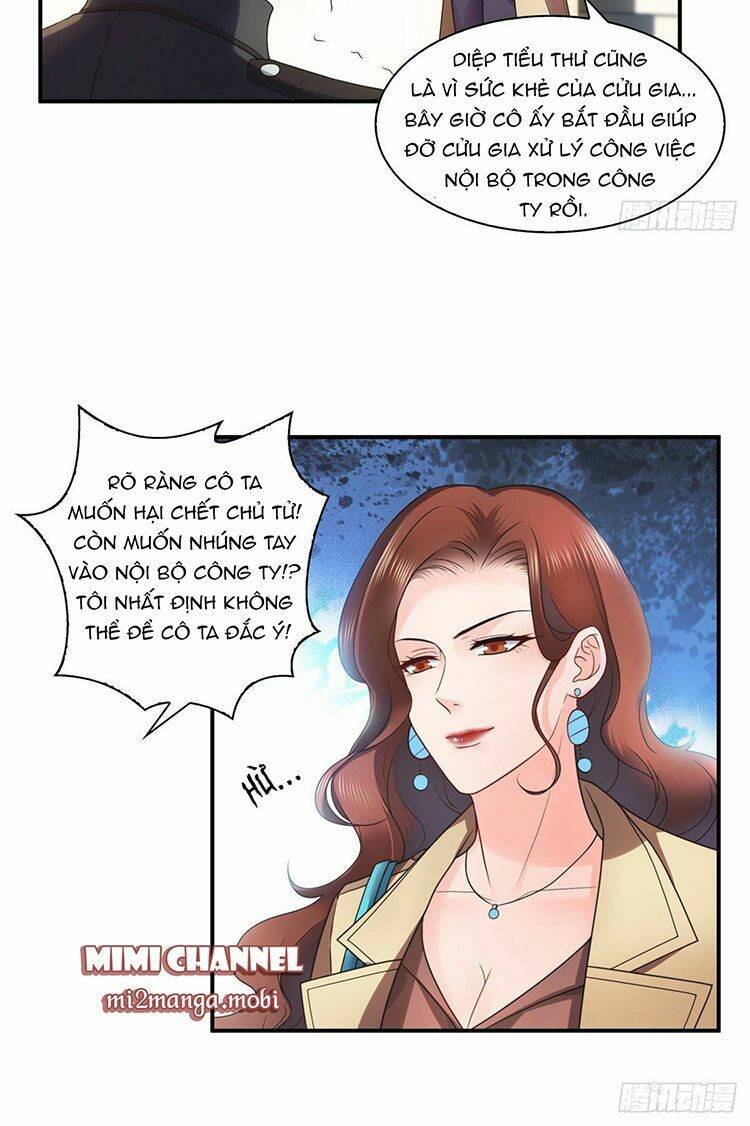 DIỆP TIỂU THƯ CŨNG
LÀ VÌ SỨC KHẺ CỦA CỬU GIA...
BÂY GIỜ CÔ ẤY BẮT ĐẦU GIÚP
ĐỠ CỬU GIA XỬ LÝ CÔNG VIỆC
NỘI BỘ TRONG CÔNG
TY RỒI.
腾讯动漫
RÕ RÀNG CÔ TA
MUỐN HẠI CHẾT CHỦ TỬ!
CÒN MUỐN NHÚNG TAY
VÀO NỘI BỘ CÔNG TY!?
TÔI NHẤT ĐỊNH KHÔNG
THỂ ĐỂ CÔ TA ĐẮC Ý!
HỪ...
MIMI CHANNEL
mi2manga.mobi
腾讯动漫